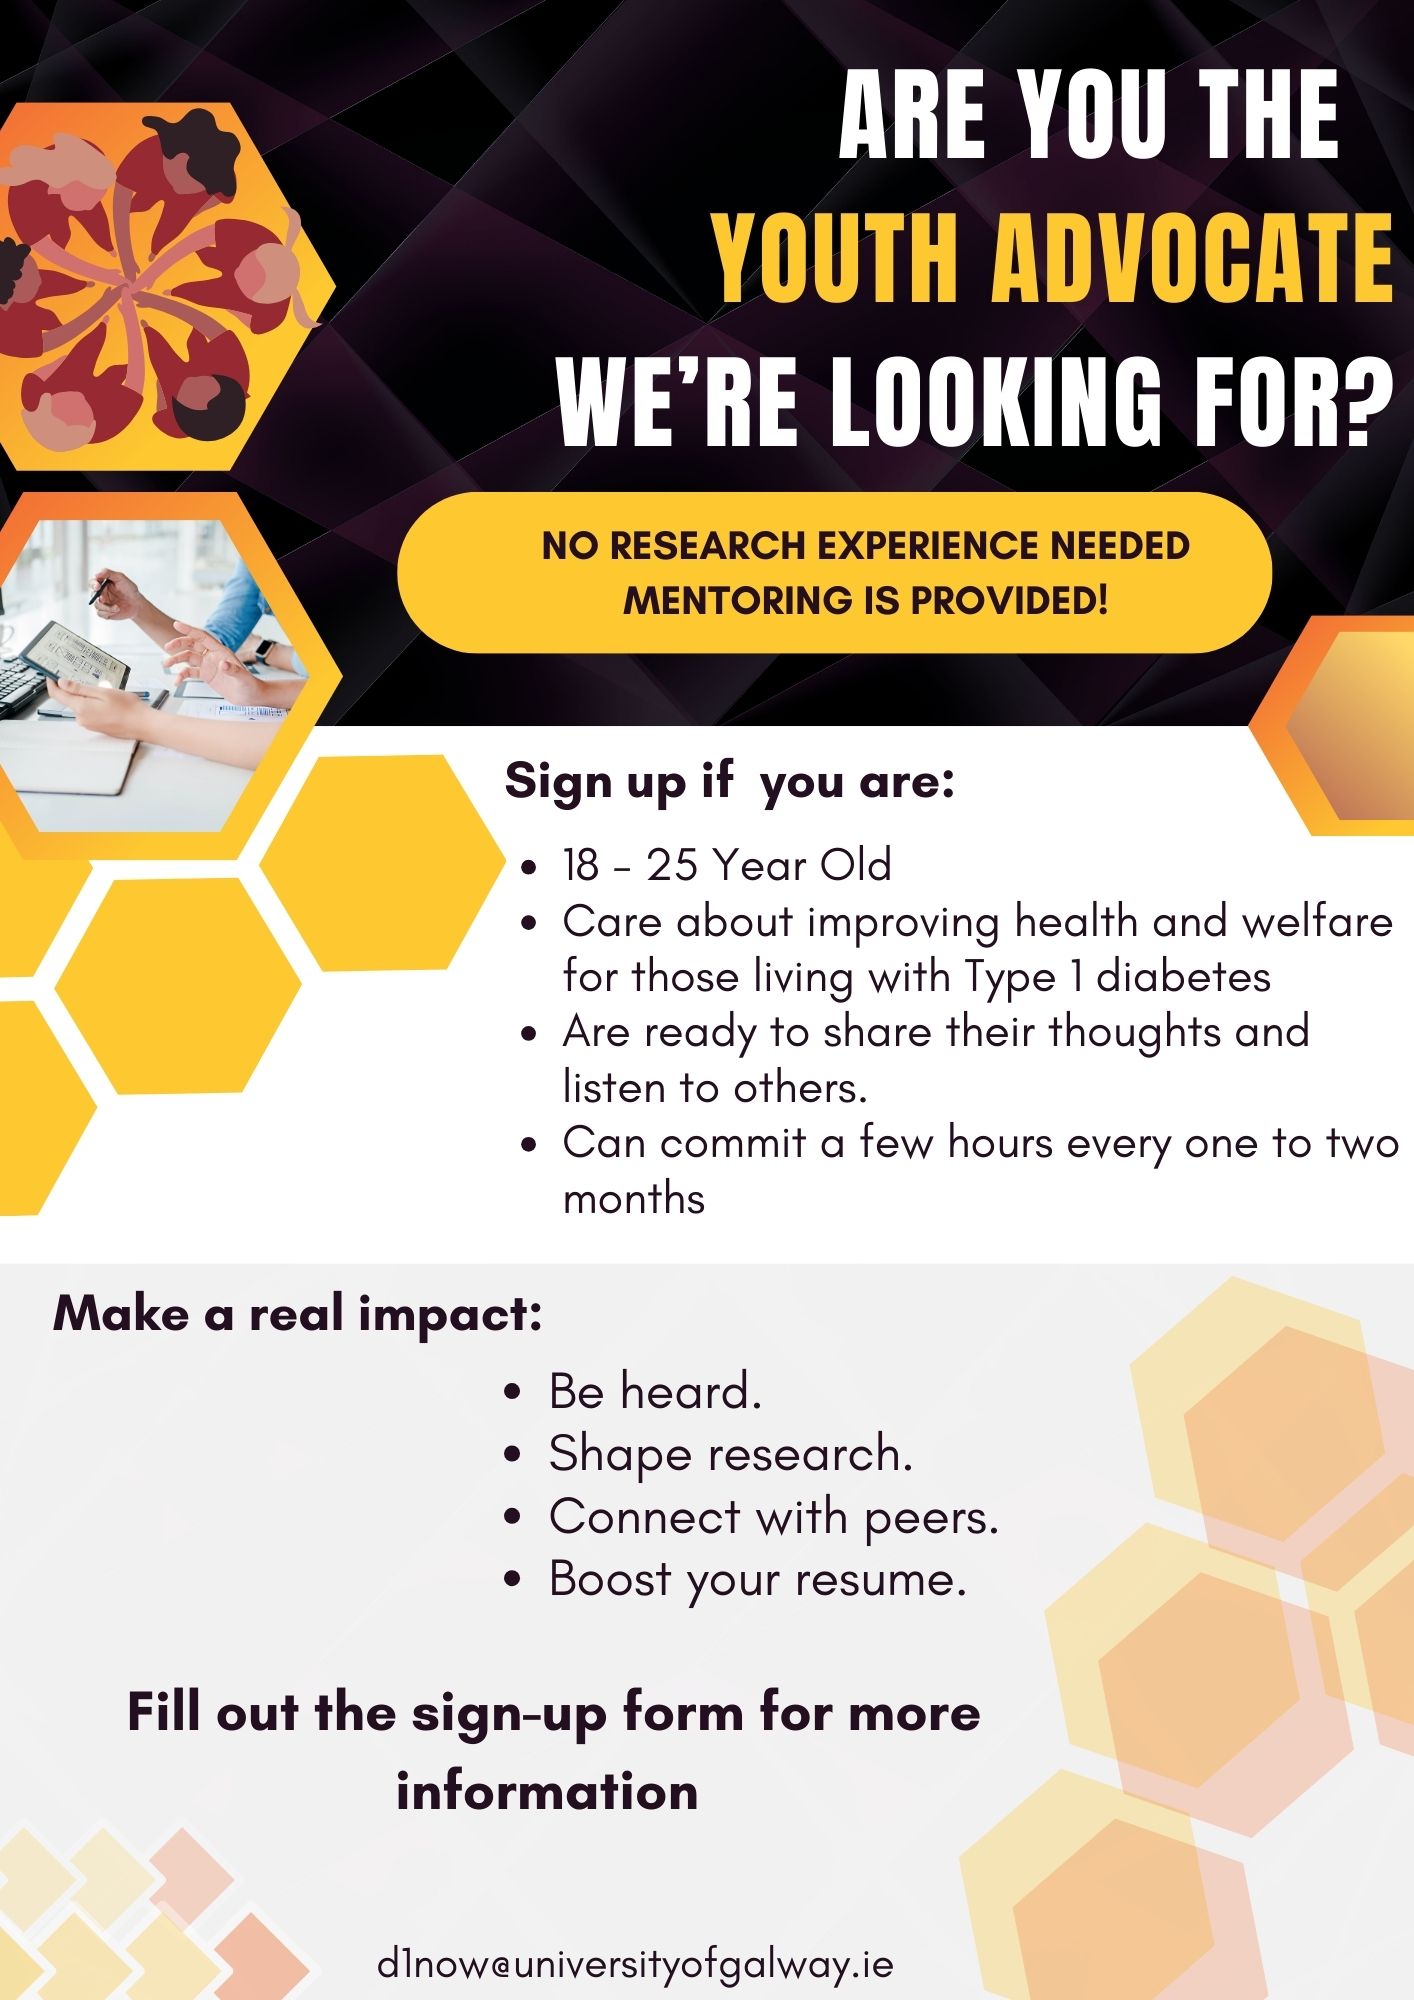 ARE YOU THE
YOUTH ADVOCATE
WE’RE LOOKING FOR?
NO RESEARCH EXPERIENCE NEEDED
MENTORING IS PROVIDED!
Sign up if you are:
• 18 - 25 Year Old
• Care about improving health and welfare
for those living with Type 1 diabetes
• Are ready to share their thoughts and
listen to others.
• Can commit a few hours every one to two
months
Make a real impact:
• Be heard.
• Shape research.
• Connect with peers.
• Boost your resume.
Fill out the sign-up form for more
information
d1now@universityofgalway.ie